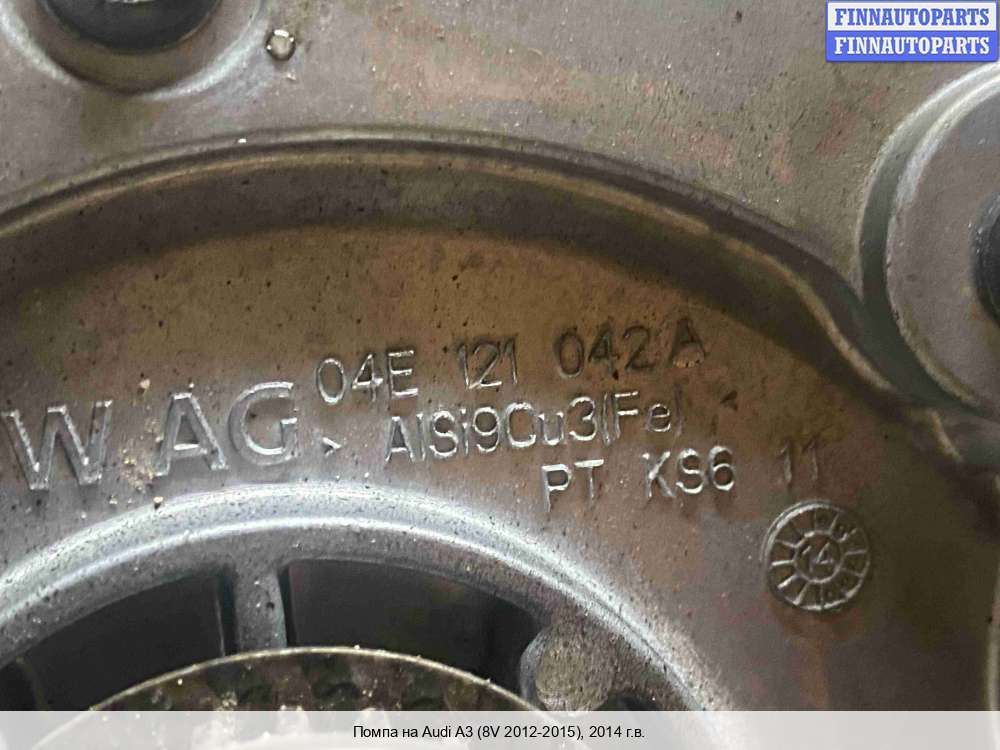 FINNAUTOPARTS
FINNAUTOPARTS
04E 121 042 A
W AG > AlSi9Cu3(Fe)
PT KS6 11
14
Помпа на Audi A3 (8V 2012-2015), 2014 г.в.